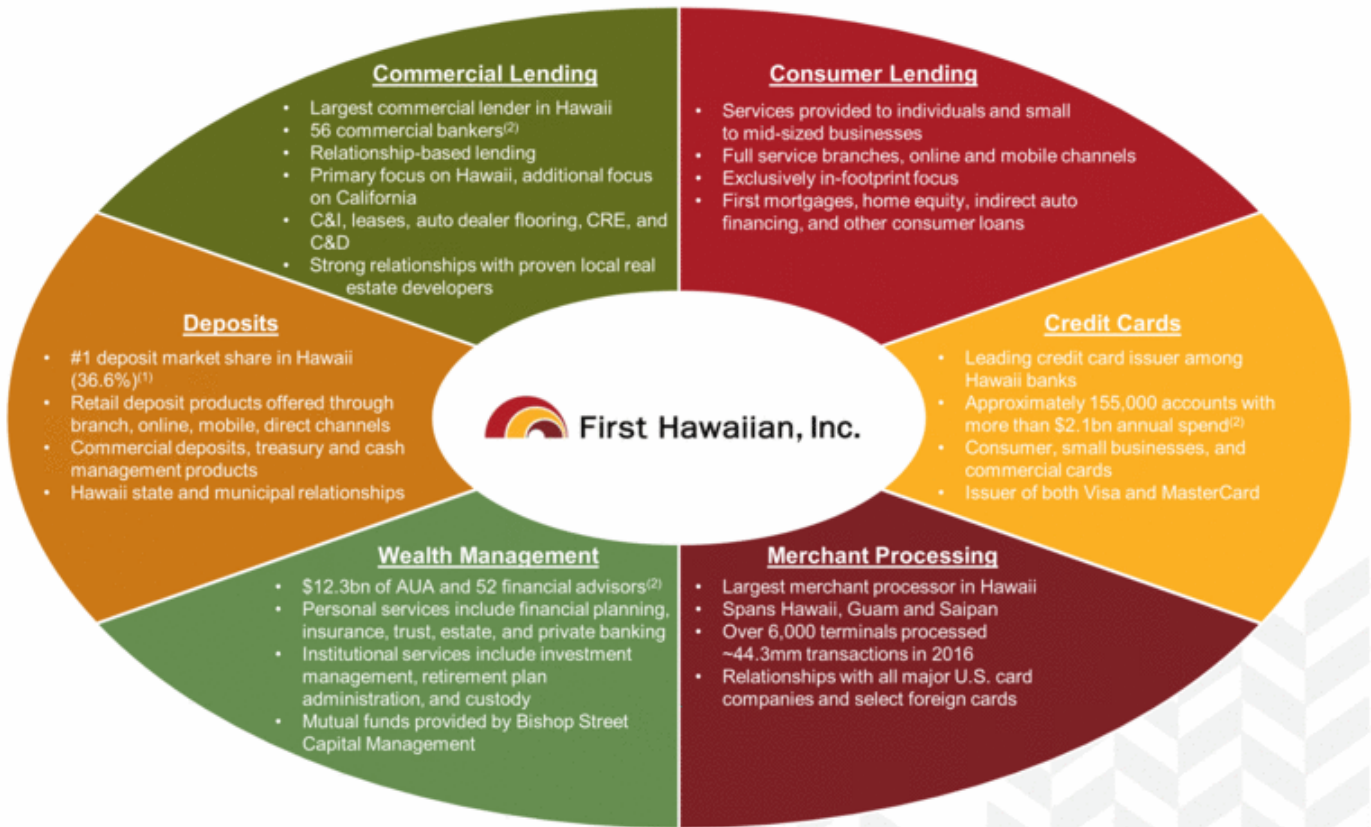 Commercial Lending
• Largest commercial lender in Hawaii
• 56 commercial bankers(2)
• Relationship-based lending
• Primary focus on Hawaii, additional focus
on California
• C&I, leases, auto dealer flooring, CRE, and
C&D
• Strong relationships with proven local real
estate developers
Consumer Lending
• Services provided to individuals and small
to mid-sized businesses
• Full service branches, online and mobile channels
• Exclusively in-footprint focus
• First mortgages, home equity, indirect auto
financing, and other consumer loans
Deposits
• #1 deposit market share in Hawaii
(36.6%)(1)
• Retail deposit products offered through
branch, online, mobile, direct channels
• Commercial deposits, treasury and cash
management products
• Hawaii state and municipal relationships
First Hawaiian, Inc.
Credit Cards
• Leading credit card issuer among
Hawaii banks
• Approximately 155,000 accounts with
more than $2.1bn annual spend(2)
• Consumer, small businesses, and
commercial cards
• Issuer of both Visa and MasterCard
Wealth Management
• $12.3bn of AUA and 52 financial advisors(2)
• Personal services include financial planning,
insurance, trust, estate, and private banking
• Institutional services include investment
management, retirement plan
administration, and custody
• Mutual funds provided by Bishop Street
Capital Management
Merchant Processing
• Largest merchant processor in Hawaii
• Spans Hawaii, Guam and Saipan
• Over 6,000 terminals processed
~44.3mm transactions in 2016
• Relationships with all major U.S. card
companies and select foreign cards